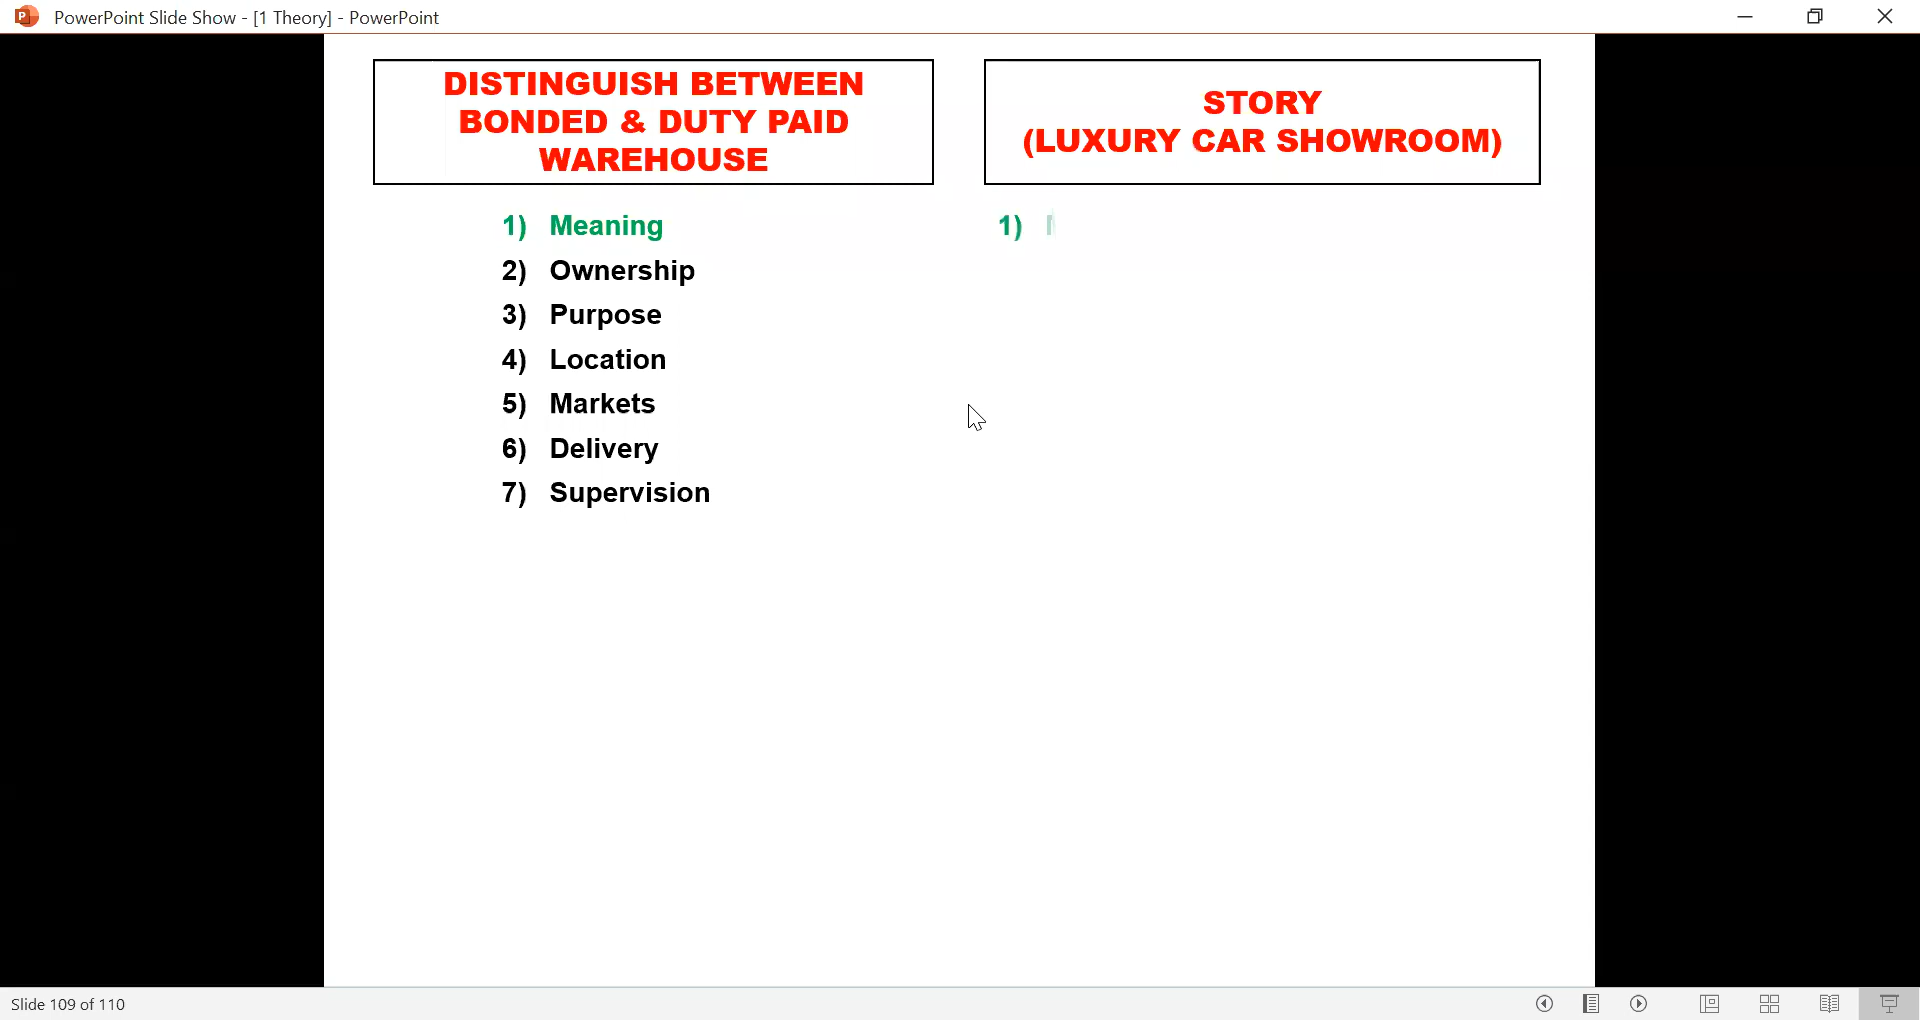 PowerPoint Slide Show - [1 Theory] - PowerPoint
DISTINGUISH BETWEEN
BONDED & DUTY PAID
WAREHOUSE
1) Meaning
2) Ownership
3) Purpose
4) Location
5) Markets
6) Delivery
7) Supervision
STORY
(LUXURY CAR SHOWROOM)
1)
Slide 109 of 110